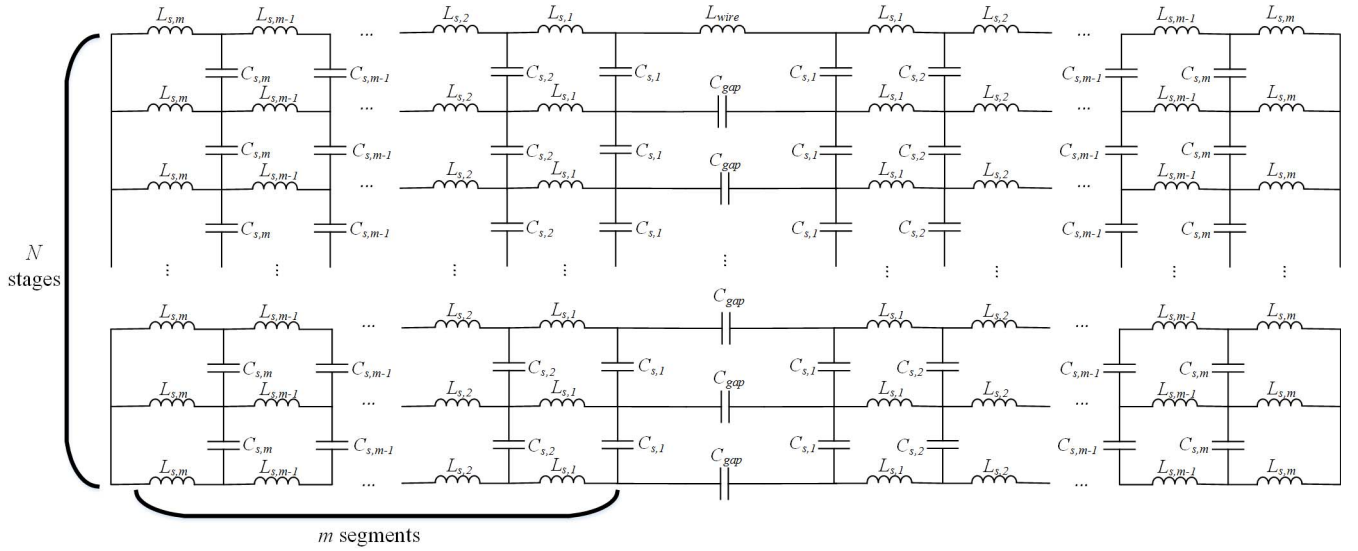 L_{s,m} L_{s,m-1} ... L_{s,2} L_{s,1} L_{wire} L_{s,1} L_{s,2} ... L_{s,m-1} L_{s,m}
C_{s,m} C_{s,m-1} C_{s,2} C_{s,1} C_{s,1} C_{s,2} C_{s,m-1} C_{s,m}
L_{s,m} L_{s,m-1} ... L_{s,2} L_{s,1} C_{gap} L_{s,1} L_{s,2} ... L_{s,m-1} L_{s,m}
C_{s,m} C_{s,m-1} C_{s,2} C_{s,1} C_{s,1} C_{s,2} C_{s,m-1} C_{s,m}
L_{s,m} L_{s,m-1} ... L_{s,2} L_{s,1} C_{gap} L_{s,1} L_{s,2} ... L_{s,m-1} L_{s,m}
C_{s,m} C_{s,m-1} C_{s,2} C_{s,1} C_{s,1} C_{s,2} C_{s,m-1} C_{s,m}
N
stages
⋮ ⋮ ⋮ ⋮ ⋮ ⋮ ⋮ ⋮
L_{s,m} L_{s,m-1} ... L_{s,2} L_{s,1} C_{gap} L_{s,1} L_{s,2} ... L_{s,m-1} L_{s,m}
C_{s,m} C_{s,m-1} C_{s,2} C_{s,1} C_{s,1} C_{s,2} C_{s,m-1} C_{s,m}
L_{s,m} L_{s,m-1} ... L_{s,2} L_{s,1} C_{gap} L_{s,1} L_{s,2} ... L_{s,m-1} L_{s,m}
C_{s,m} C_{s,m-1} C_{s,2} C_{s,1} C_{s,1} C_{s,2} C_{s,m-1} C_{s,m}
L_{s,m} L_{s,m-1} ... L_{s,2} L_{s,1} C_{gap} L_{s,1} L_{s,2} ... L_{s,m-1} L_{s,m}
m segments